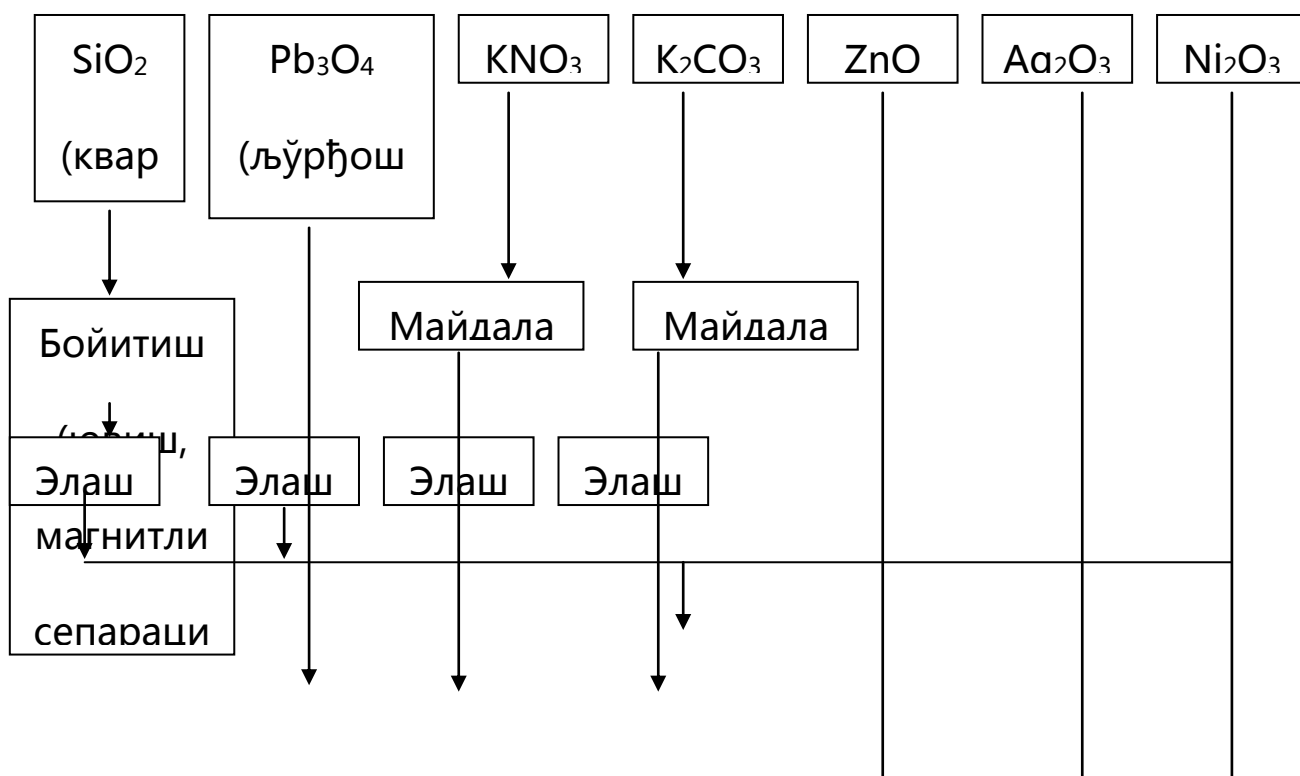 SiO₂
(квар
Pb₃O₄
(љўрђош
KNO₃
K₂CO₃
ZnO
Ag₂O₃
Ni₂O₃
Бойитиш
магнитли
сепараци
Майдала
Майдала
Элаш
Элаш
Элаш
Элаш